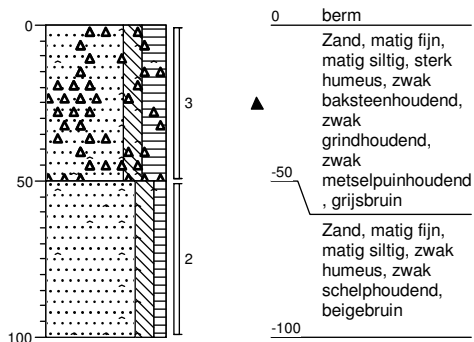 0
50
100
3
2
0 berm
Zand, matig fijn,
matig siltig, sterk
humeus, zwak
baksteenhoudend,
zwak
grindhoudend,
zwak
metselpuinhoudend
, grijsbruin
-50
Zand, matig fijn,
matig siltig, zwak
humeus, zwak
schelphoudend,
beigebruin
-100